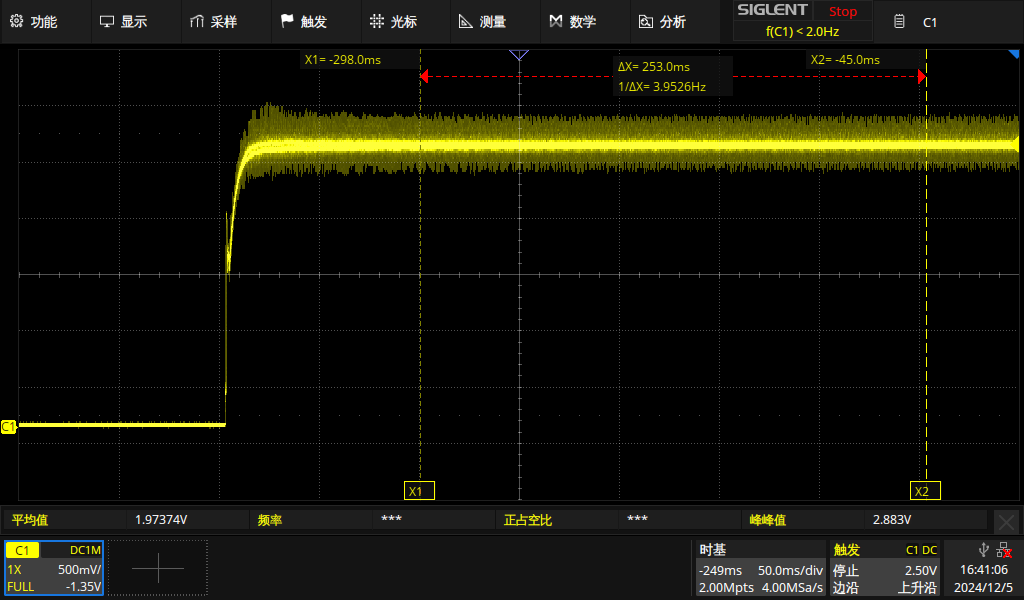 功能 显示 采样 触发 光标 测量 数学 分析 SIGLENT Stop C1
f(C1) < 2.0Hz
X1= -298.0ms ΔX= 253.0ms X2= -45.0ms
1/ΔX= 3.9526Hz
C1
X1 X2
平均值 1.97374V 频率 *** 正占空比 *** 峰峰值 2.883V
C1 DC1M 时基 触发 C1 DC
1X 500mV/ -249ms 50.0ms/div 停止 2.50V 16:41:06
FULL -1.35V 2.00Mpts 4.00MSa/s 边沿 上升沿 2024/12/5